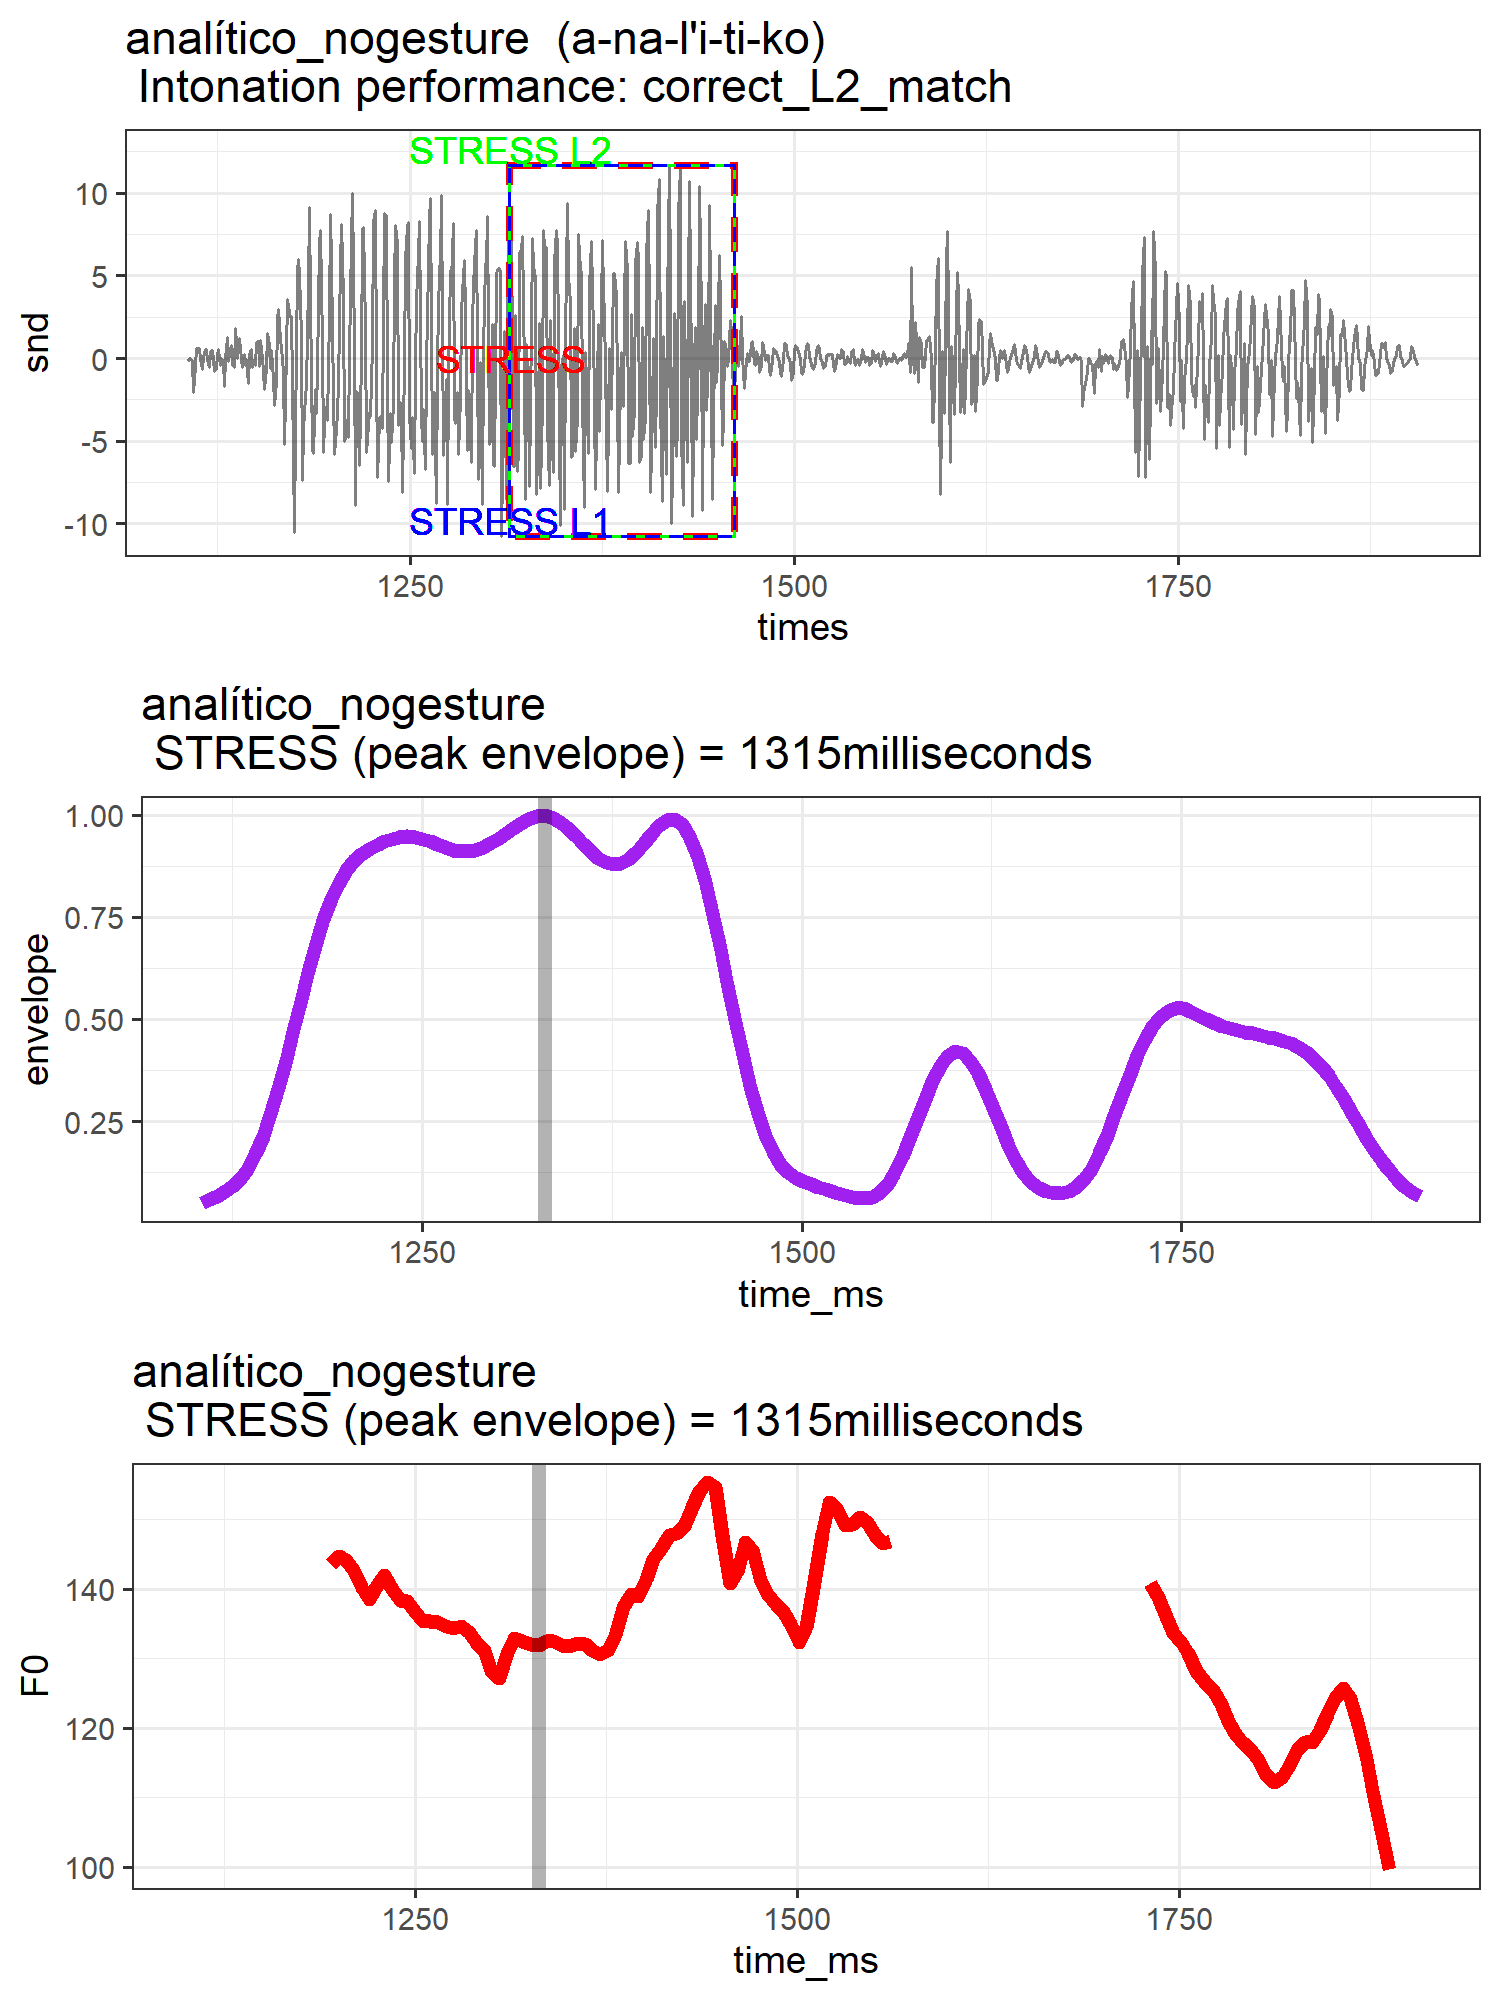 analítico_nogesture  (a-na-l'i-ti-ko)
Intonation performance: correct_L2_match
STRESS L2
10
5
0
-5
-10
snd
STRESS
STRESS L1
1250
1500
1750
times
analítico_nogesture
STRESS (peak envelope) = 1315milliseconds
1.00
0.75
0.50
0.25
envelope
1250
1500
1750
time_ms
analítico_nogesture
STRESS (peak envelope) = 1315milliseconds
140
120
100
F0
1250
1500
1750
time_ms